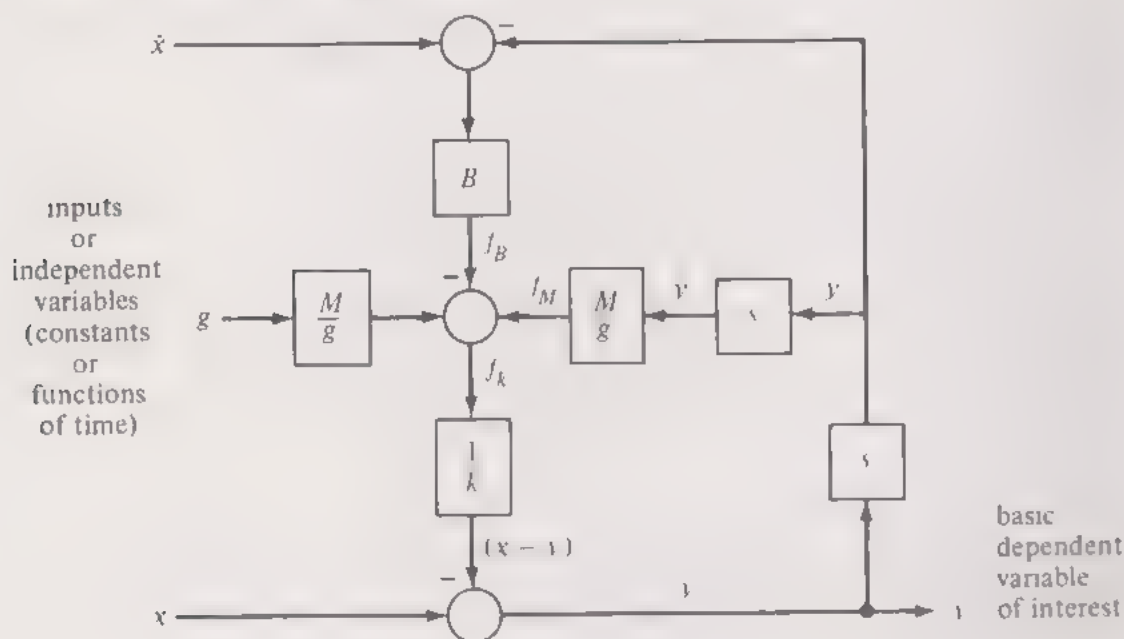 ẋ
−
B
f_B
inputs
or
independent
variables
(constants
or
functions
of time)
g
M
g
−
f_M
M
g
f_k
1
k
basic
dependent
variable
of interest
−
x